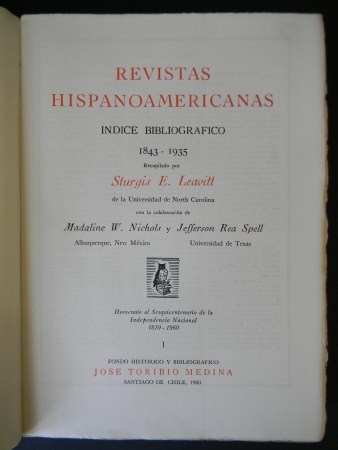 REVISTAS
HISPANOAMERICANAS
INDICE BIBLIOGRAFICO
1843 - 1935
Recopilado por
Sturgis E. Leavitt
de la Universidad de North Carolina
con la colaboración de
Madaline W. Nichols y Jefferson Rea Spell
Albuquerque, New México Universidad de Texas
Homenaje al Sesquicentenario de la
Independencia Nacional
1810-1960
I
FONDO HISTORICO Y BIBLIOGRAFICO
JOSE TORIBIO MEDINA
SANTIAGO DE CHILE, 1960